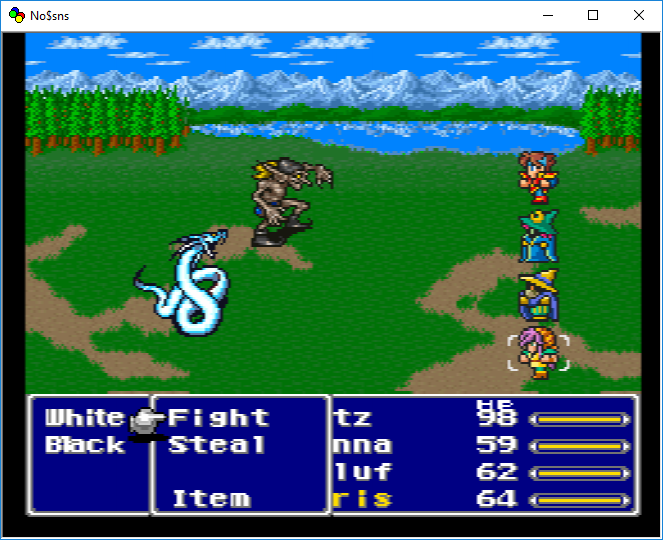 No$sns
HP
White Fight tz 98
Black Steal nna 59
luf 62
Item ris 64